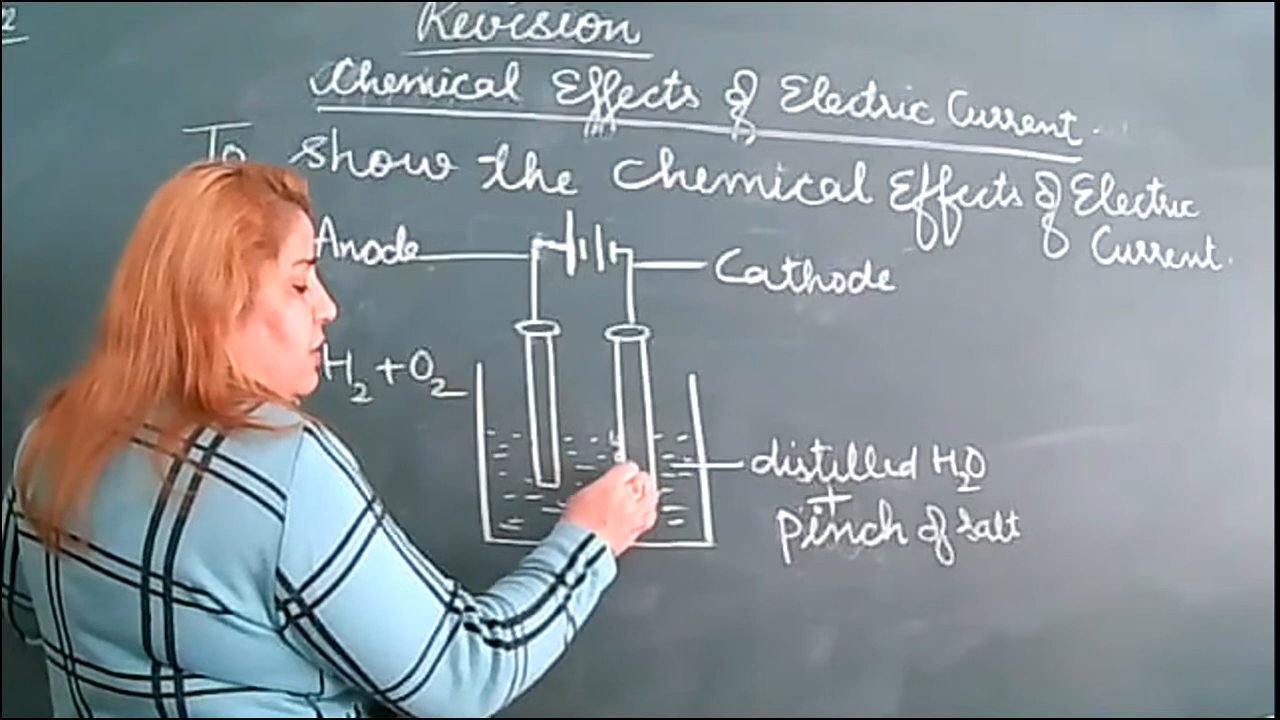 Revision
Chemical Effects of Electric Current.
To show the Chemical Effects of Electric
Current.
Anode
Cathode
H2+O2
distilled H2O
+
pinch of salt